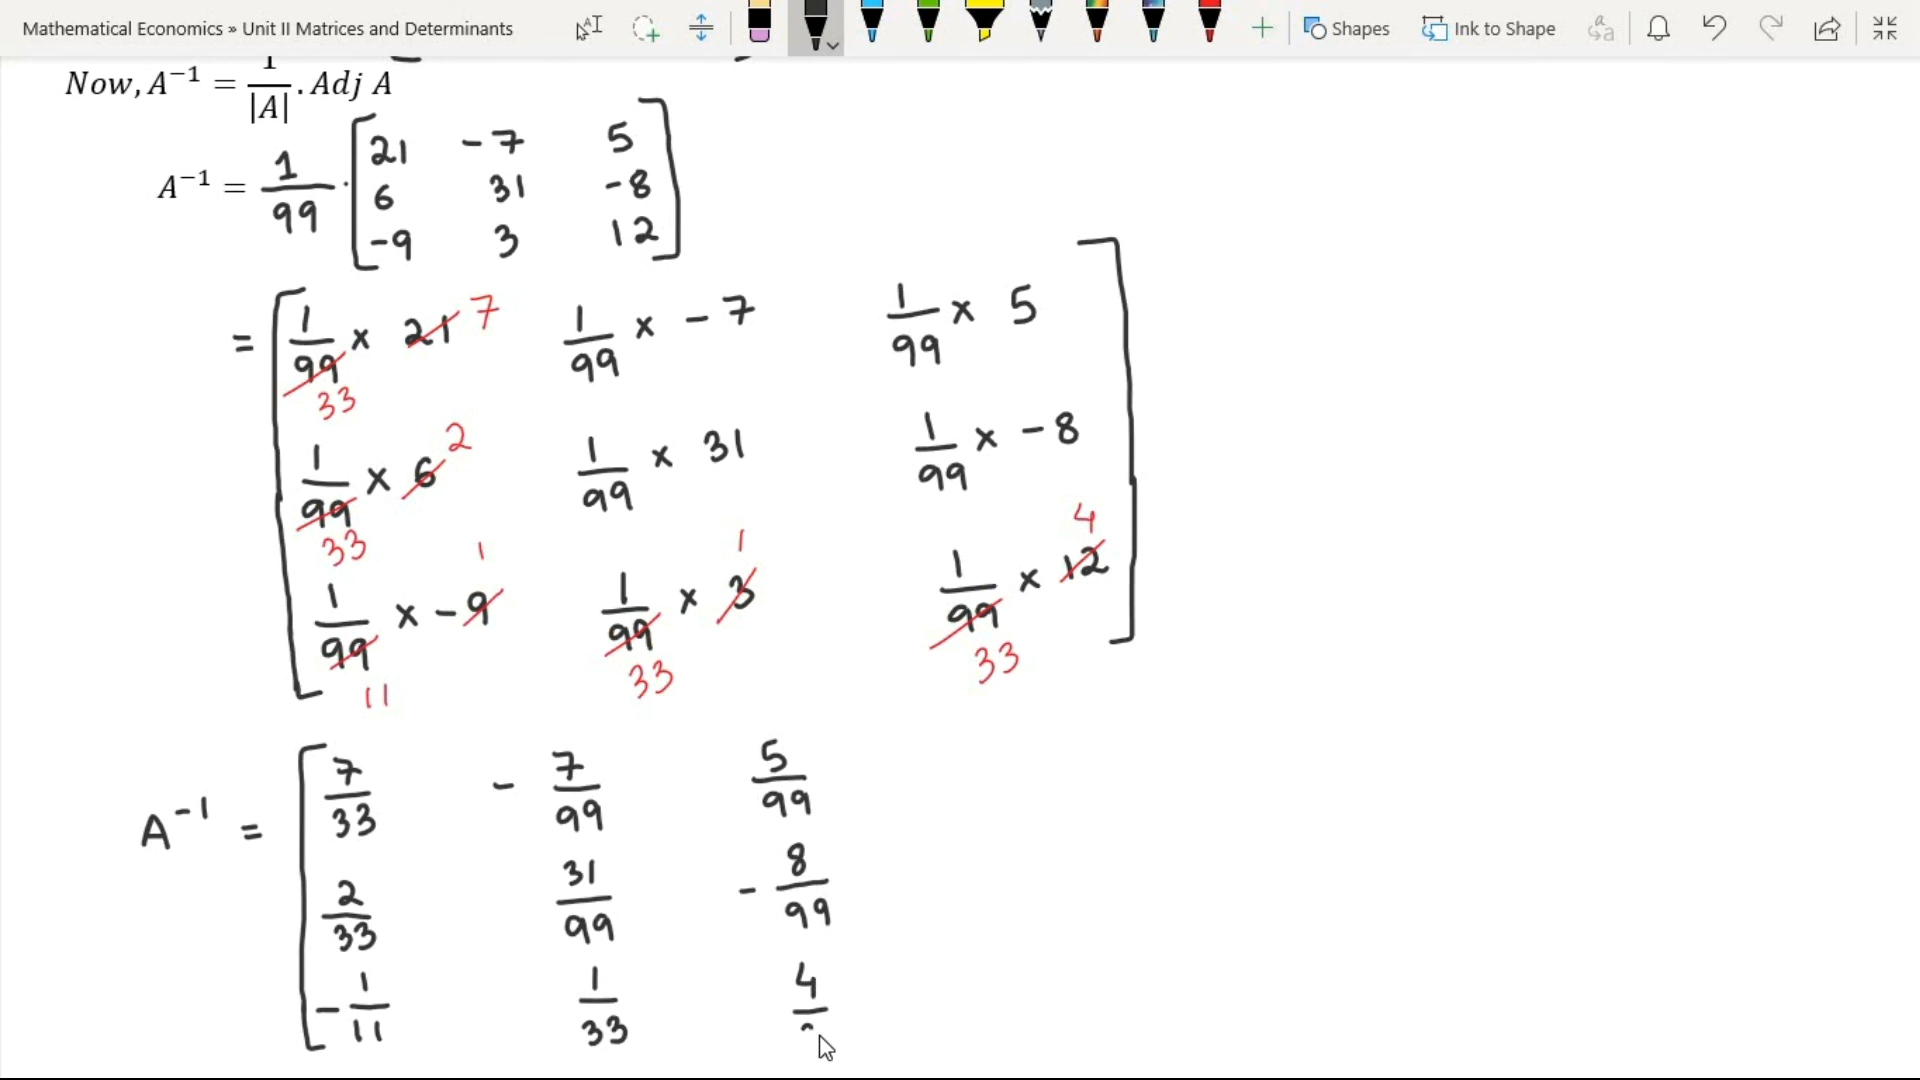 Mathematical Economics » Unit II Matrices and Determinants
Shapes
Ink to Shape
Now, A⁻¹ = 1/|A| . Adj A
A⁻¹ = 1/99 · [ 21 -7 5
6 31 -8
-9 3 12 ]
= [ 1/99 × 21 7 1/99 × -7 1/99 × 5
33
1/99 × 6 2 1/99 × 31 1/99 × -8
33 4
1 1
1/99 × -9 1/99 × 3 1/99 × 12 ]
11 33 33
A⁻¹ = [ 7/33 - 7/99 5/99
2/33 31/99 - 8/99
- 1/11 1/33 4/